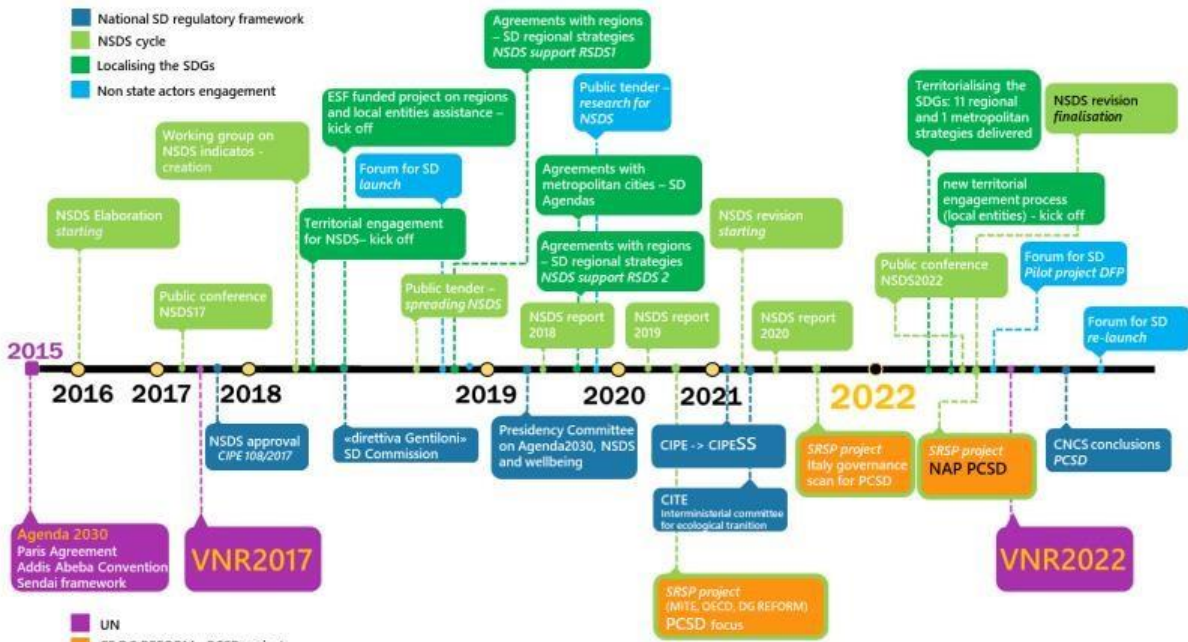 National SD regulatory framework
NSDS cycle
Localising the SDGs
Non state actors engagement
Agreements with regions
– SD regional strategies
NSDS support RSDS1
ESF funded project on regions
and local entities assistance –
kick off
Public tender –
research for
NSDS
Territorialising the
SDGs: 11 regional
and 1 metropolitan
strategies delivered
NSDS revision
finalisation
Working group on
NSDS indicatos -
creation
Forum for SD
launch
Agreements with
metropolitan cities – SD
Agendas
new territorial
engagement process
(local entities) - kick off
NSDS Elaboration
starting
Territorial engagement
for NSDS– kick off
NSDS revision
starting
Agreements with regions
– SD regional strategies
NSDS support RSDS 2
Public conference
NSDS2022
Forum for SD
Pilot project DFP
Public conference
NSDS17
Public tender –
spreading NSDS
NSDS report
2018
NSDS report
2019
NSDS report
2020
Forum for SD
re-launch
2015
2016
2017
2018
2019
2020
2021
2022
NSDS approval
CIPE 108/2017
«direttiva Gentiloni»
SD Commission
Presidency Committee
on Agenda2030, NSDS
and wellbeing
CIPE -> CIPESS
SRSP project
Italy governance
scan for PCSD
SRSP project
NAP PCSD
CNCS conclusions
PCSD
CITE
Interministerial committee
for ecological tranition
Agenda 2030
Paris Agreement
Addis Abeba Convention
Sendai framework
VNR2017
VNR2022
SRSP project
(MITE, OECD, DG REFORM)
PCSD focus
UN